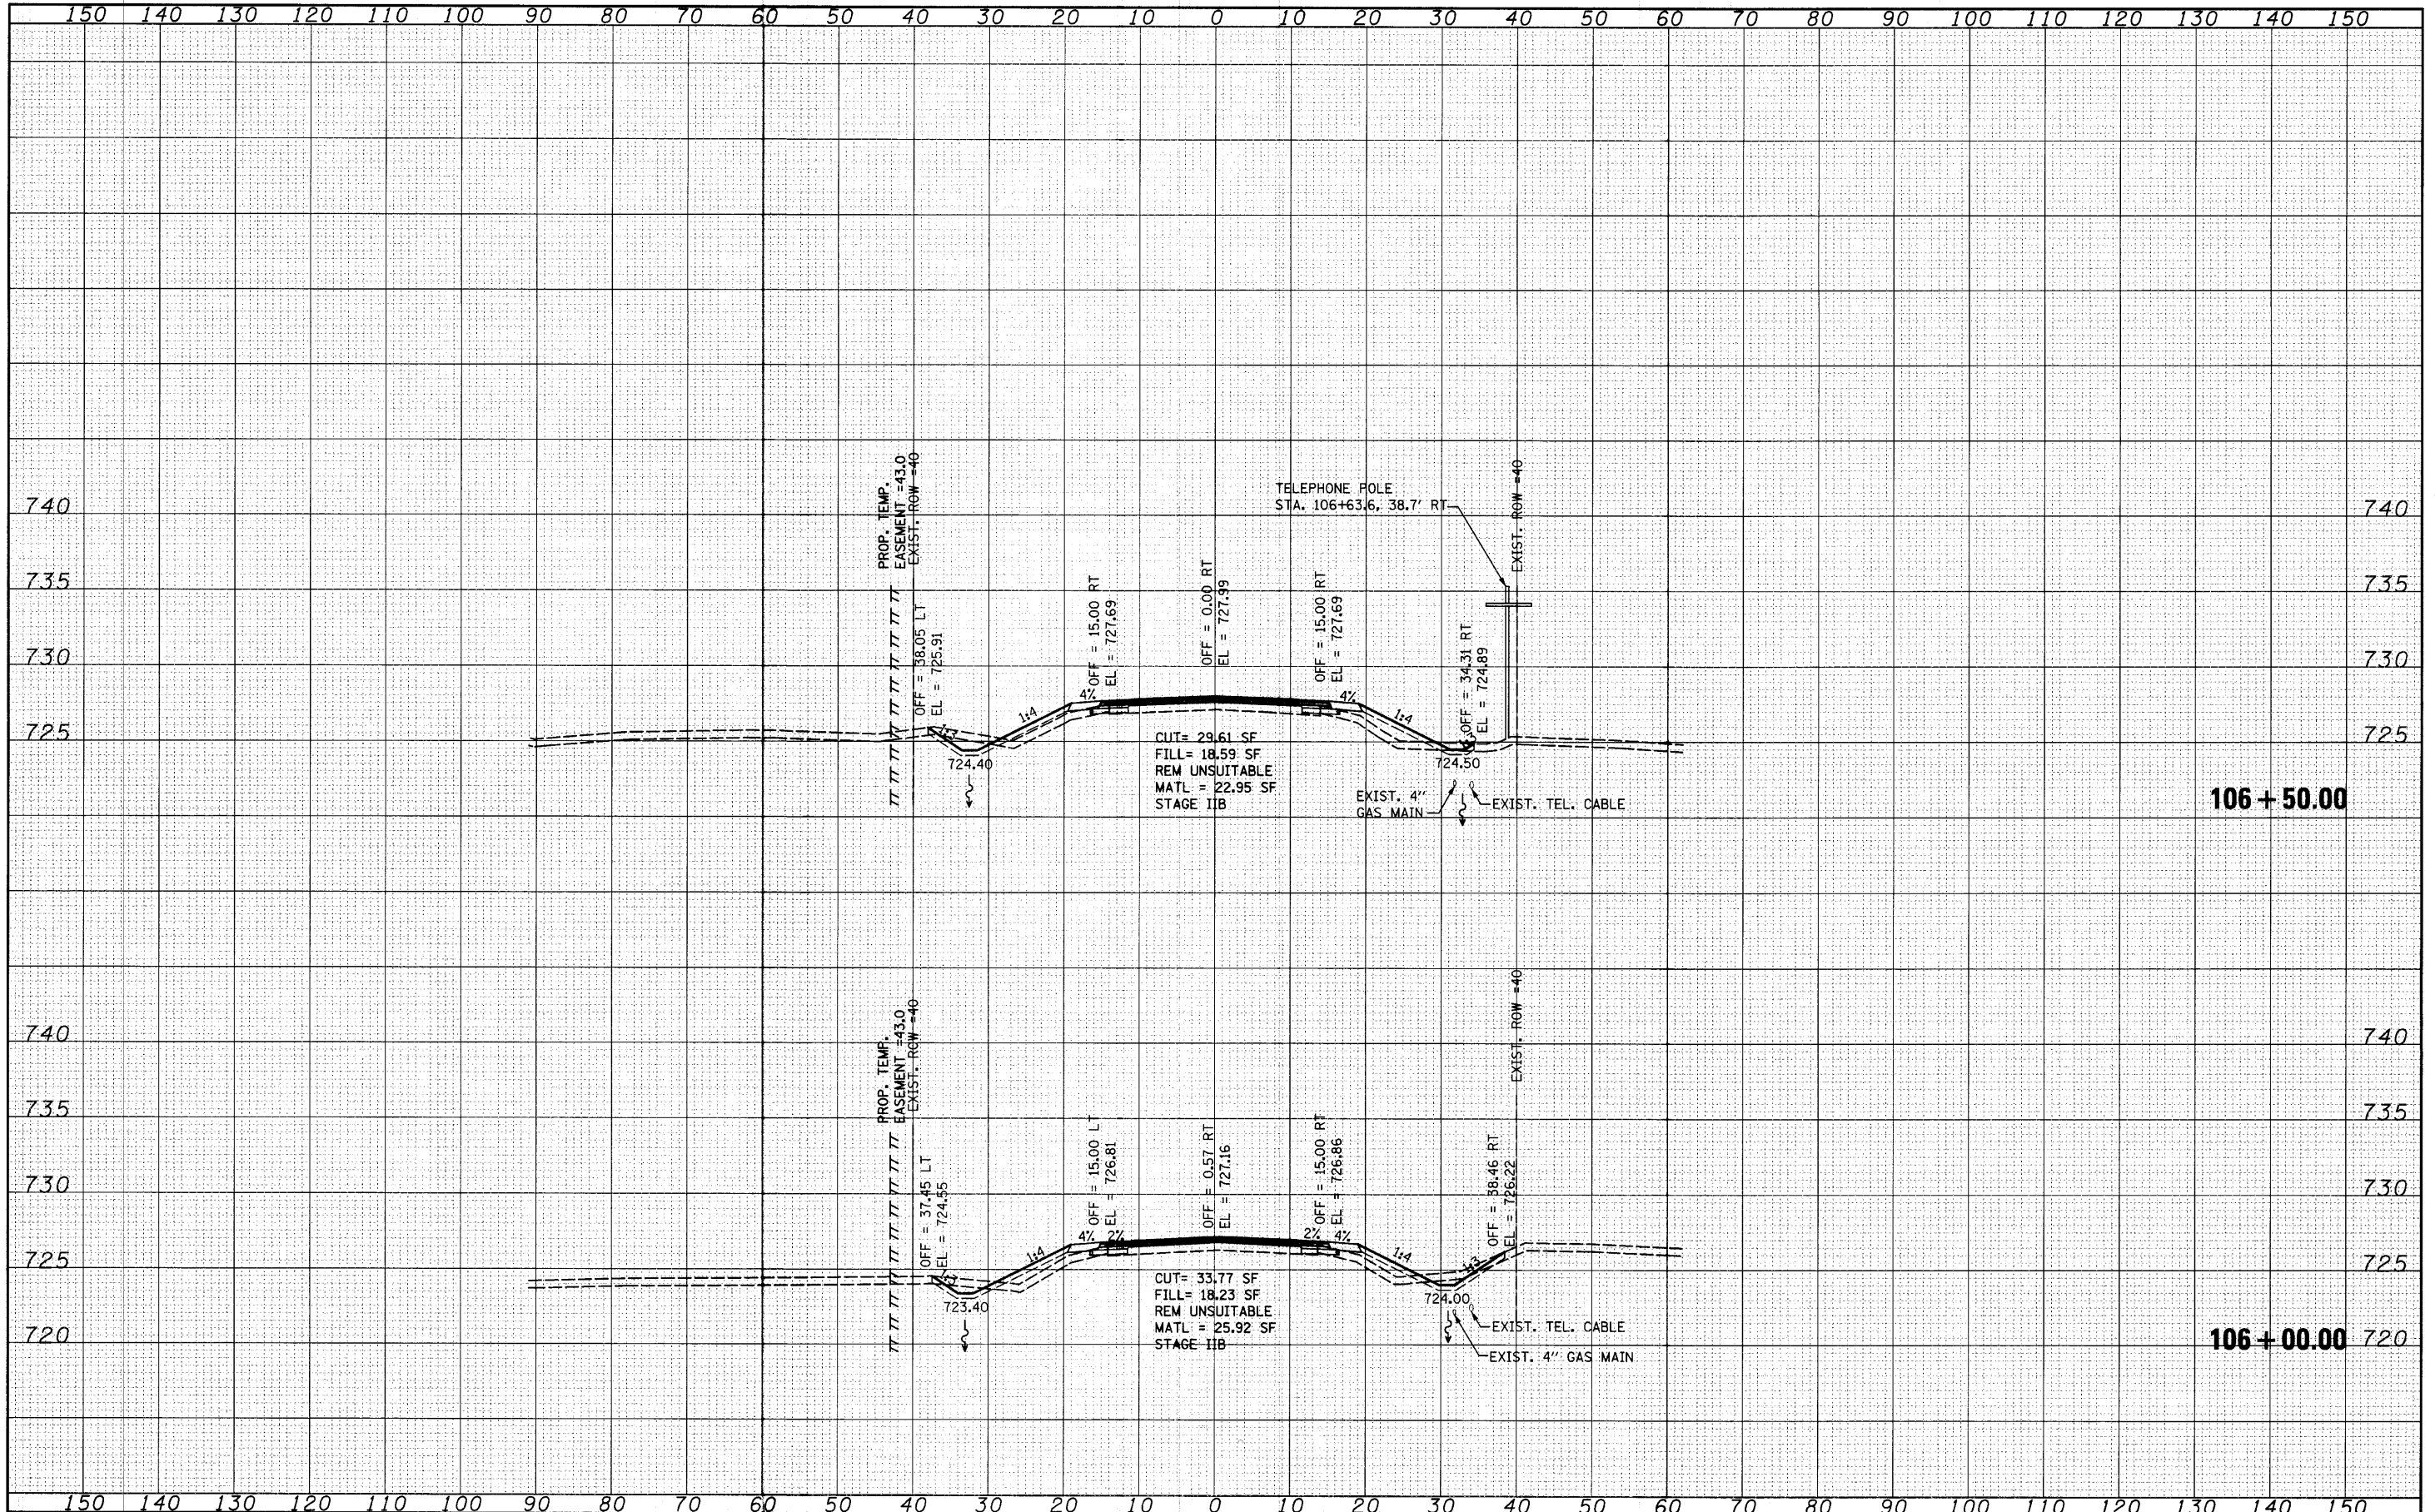 150 140 130 120 110 100 90 80 70 60 50 40 30 20 10 0 10 20 30 40 50 60 70 80 90 100 110 120 130 140 150
PROP. TEMP.
EASEMENT =43.0
EXIST. ROW =40
TELEPHONE POLE
STA. 106+63.6, 38.7' RT
EXIST. ROW =40
740 740
735 735
730 730
725 725
OFF = 38.05 LT
EL = 725.91
OFF = 15.00 RT
EL = 727.69
OFF = 0.00 RT
EL = 727.99
OFF = 15.00 RT
EL = 727.69
OFF = 34.31 RT
EL = 724.89
1:4 4% 4% 1:4
724.40
724.50
CUT= 29.61 SF
FILL= 18.59 SF
REM UNSUITABLE
MATL = 22.95 SF
STAGE IIB
EXIST. 4"
GAS MAIN
EXIST. TEL. CABLE
106 + 50.00
PROP. TEMP.
EASEMENT =43.0
EXIST. ROW =40
EXIST. ROW =40
740 740
735 735
730 730
725 725
720 720
OFF = 37.45 LT
EL = 724.55
OFF = 15.00 LT
EL = 726.81
OFF = 0.57 RT
EL = 727.16
OFF = 15.00 RT
EL = 726.86
OFF = 38.46 RT
EL = 726.22
1:4 4% 2% 2% 4% 1:4 1:3
723.40
724.00
CUT= 33.77 SF
FILL= 18.23 SF
REM UNSUITABLE
MATL = 25.92 SF
STAGE IIB
EXIST. TEL. CABLE
EXIST. 4" GAS MAIN
106 + 00.00
150 140 130 120 110 100 90 80 70 60 50 40 30 20 10 0 10 20 30 40 50 60 70 80 90 100 110 120 130 140 150